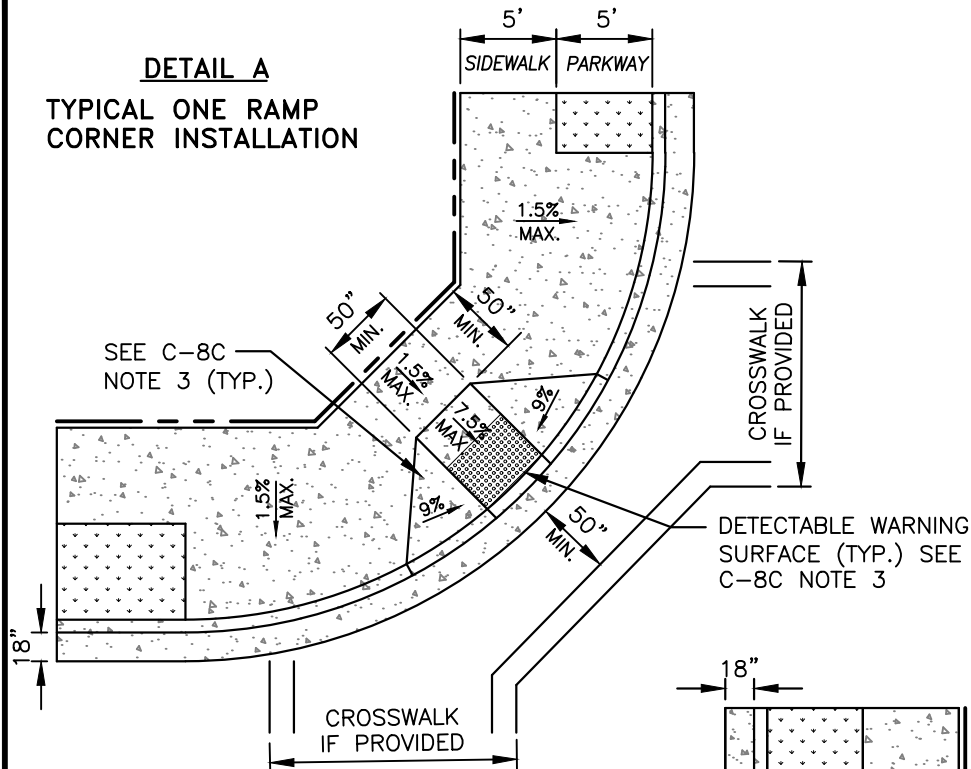 DETAIL A
TYPICAL ONE RAMP
CORNER INSTALLATION
5'
5'
SIDEWALK
PARKWAY
1.5%
MAX.
50"
MIN.
50"
MIN.
SEE C-8C
NOTE 3 (TYP.)
1.5%
MAX.
7.5%
MAX
9%
9%
1.5%
MAX.
CROSSWALK
IF PROVIDED
50"
MIN.
DETECTABLE WARNING
SURFACE (TYP.) SEE
C-8C NOTE 3
18"
CROSSWALK
IF PROVIDED
18"